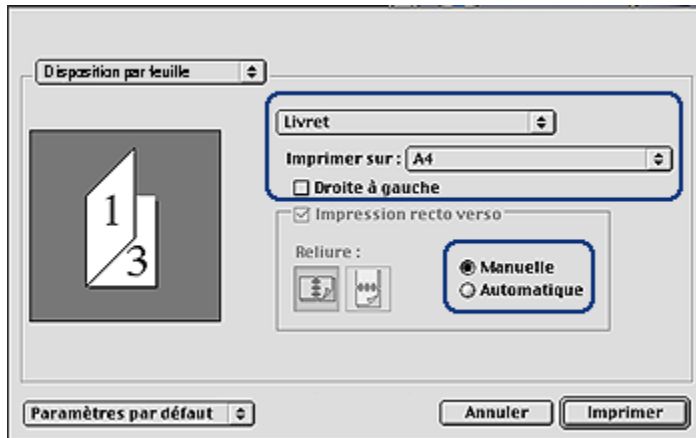 Disposition par feuille
Livret
Imprimer sur : A4
Droite à gauche
Impression recto verso
1
3
Reliure :
Manuelle
Automatique
Paramètres par défaut
Annuler
Imprimer